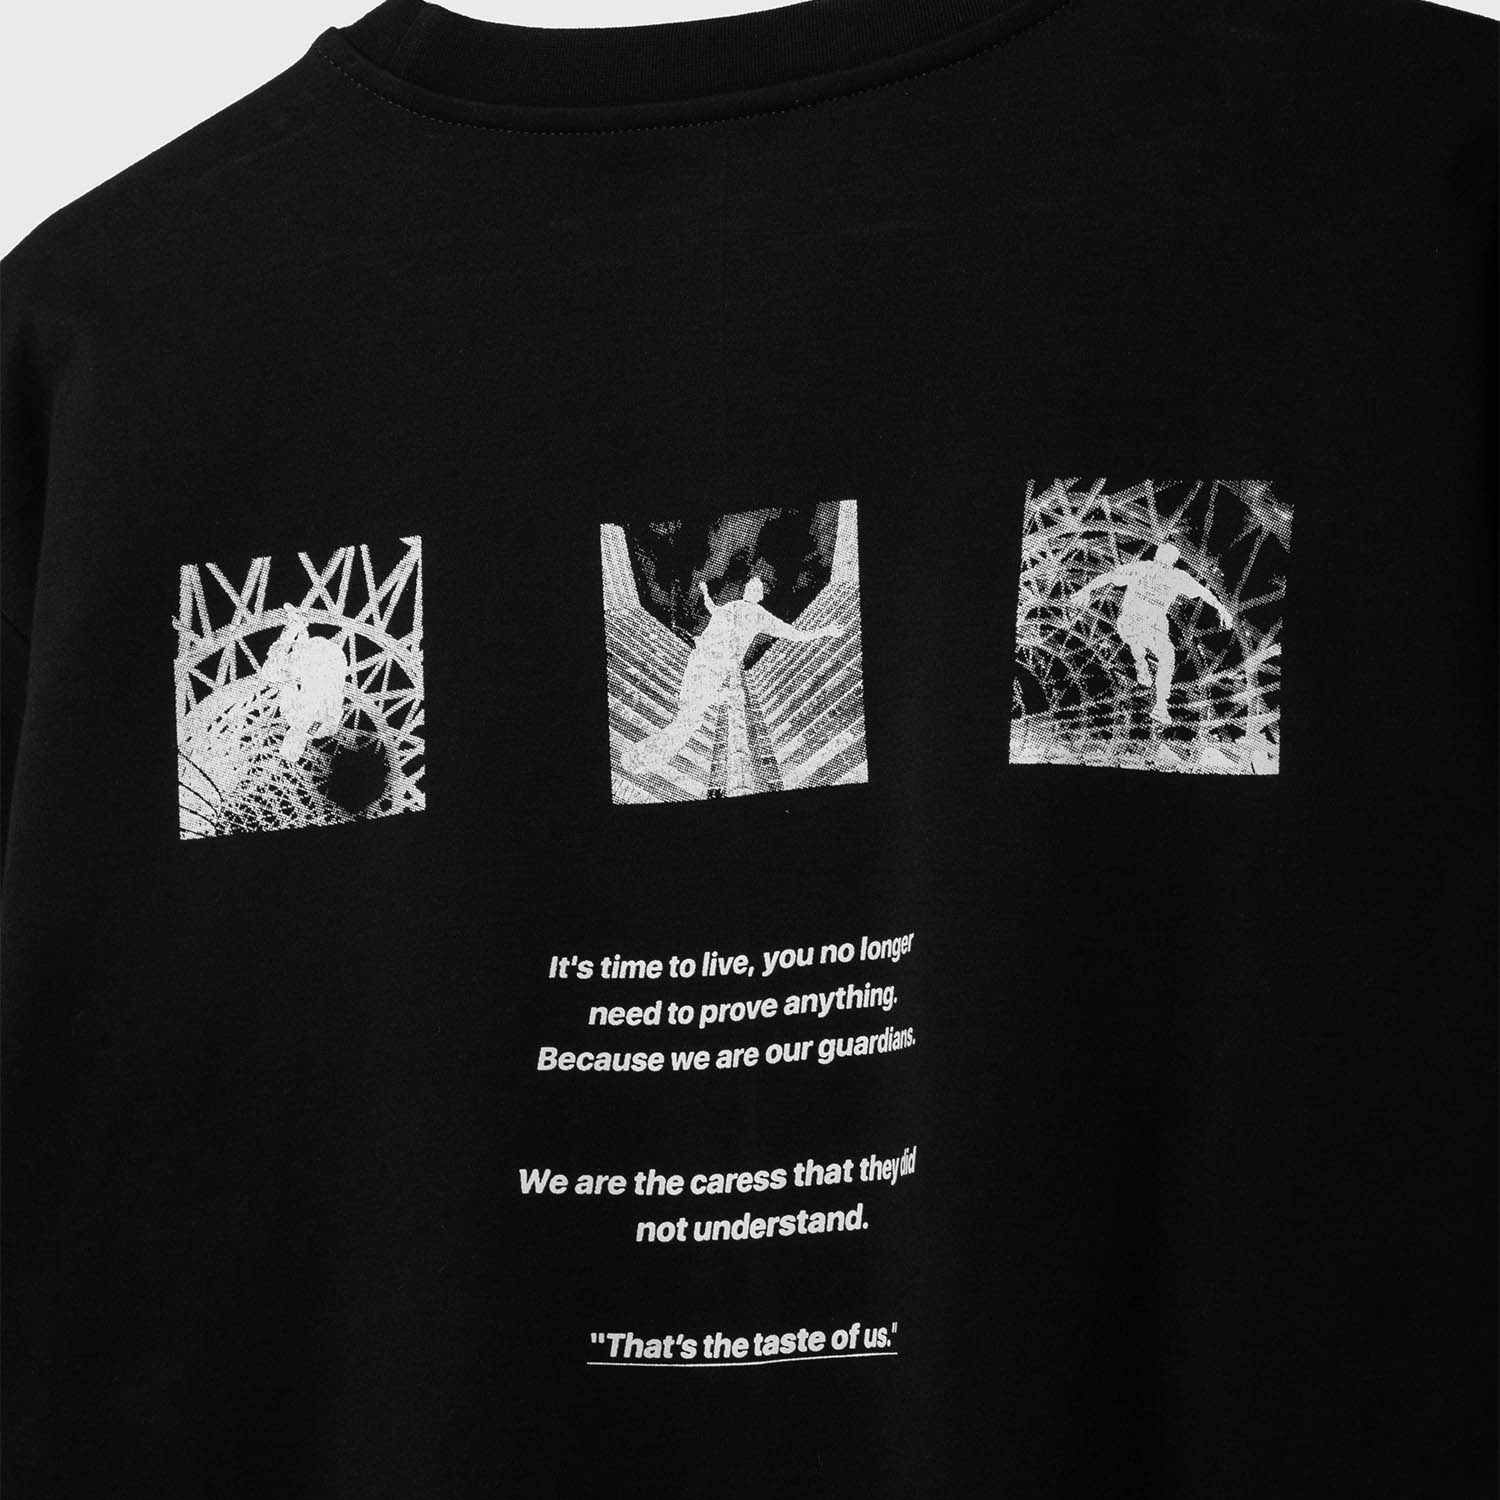 It's time to live, you no longer
need to prove anything.
Because we are our guardians.
We are the caress that they did
not understand.
"That's the taste of us."